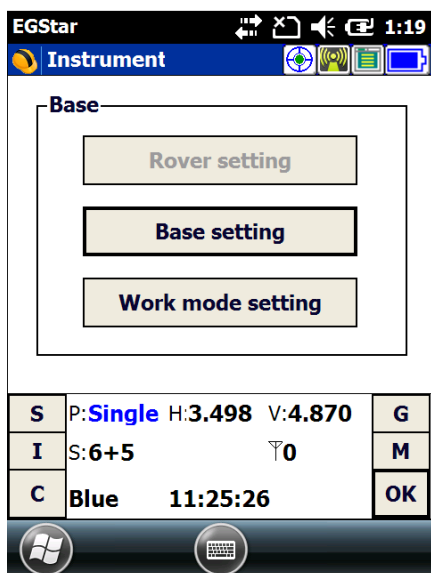 EGStar 1:19
Instrument
Base
Rover setting
Base setting
Work mode setting
S P:Single H:3.498 V:4.870 G
I S:6+5 0 M
C Blue 11:25:26 OK